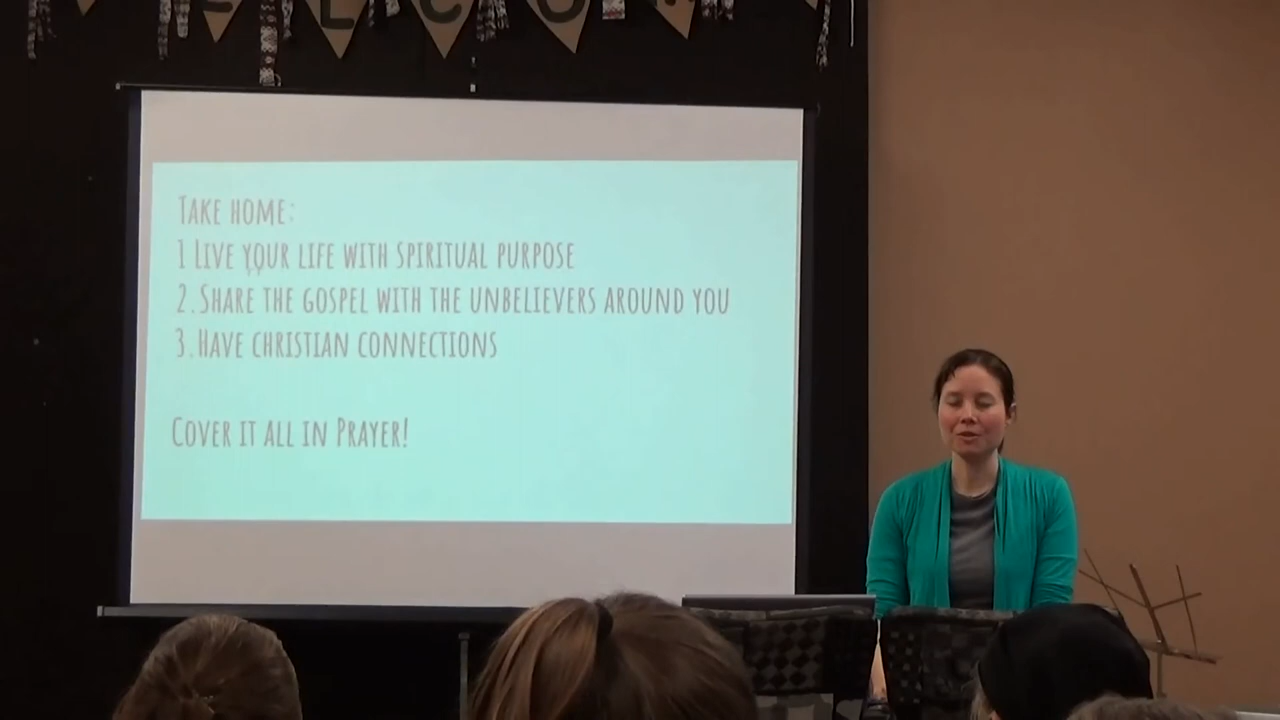 ELCO
Take home:
1 Live your life with spiritual purpose
2. Share the gospel with the unbelievers around you
3. Have christian connections
Cover it all in Prayer!